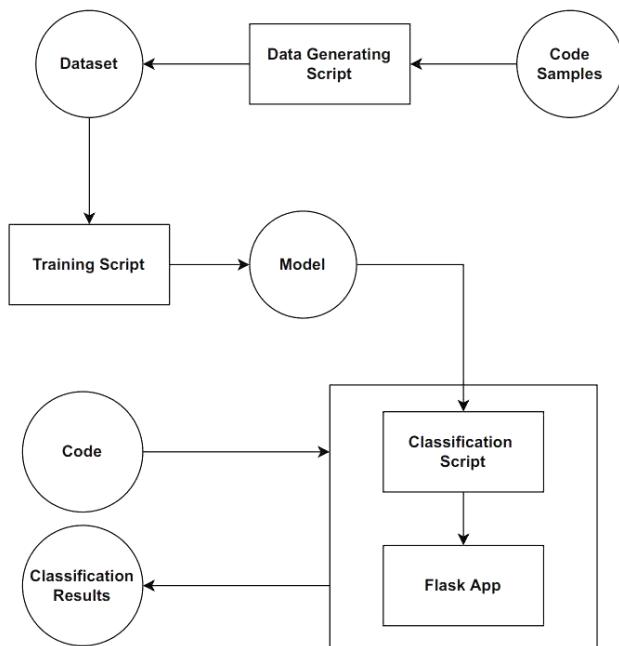 Dataset
Data Generating
Script
Code
Samples
Training Script
Model
Code
Classification
Script
Classification
Results
Flask App